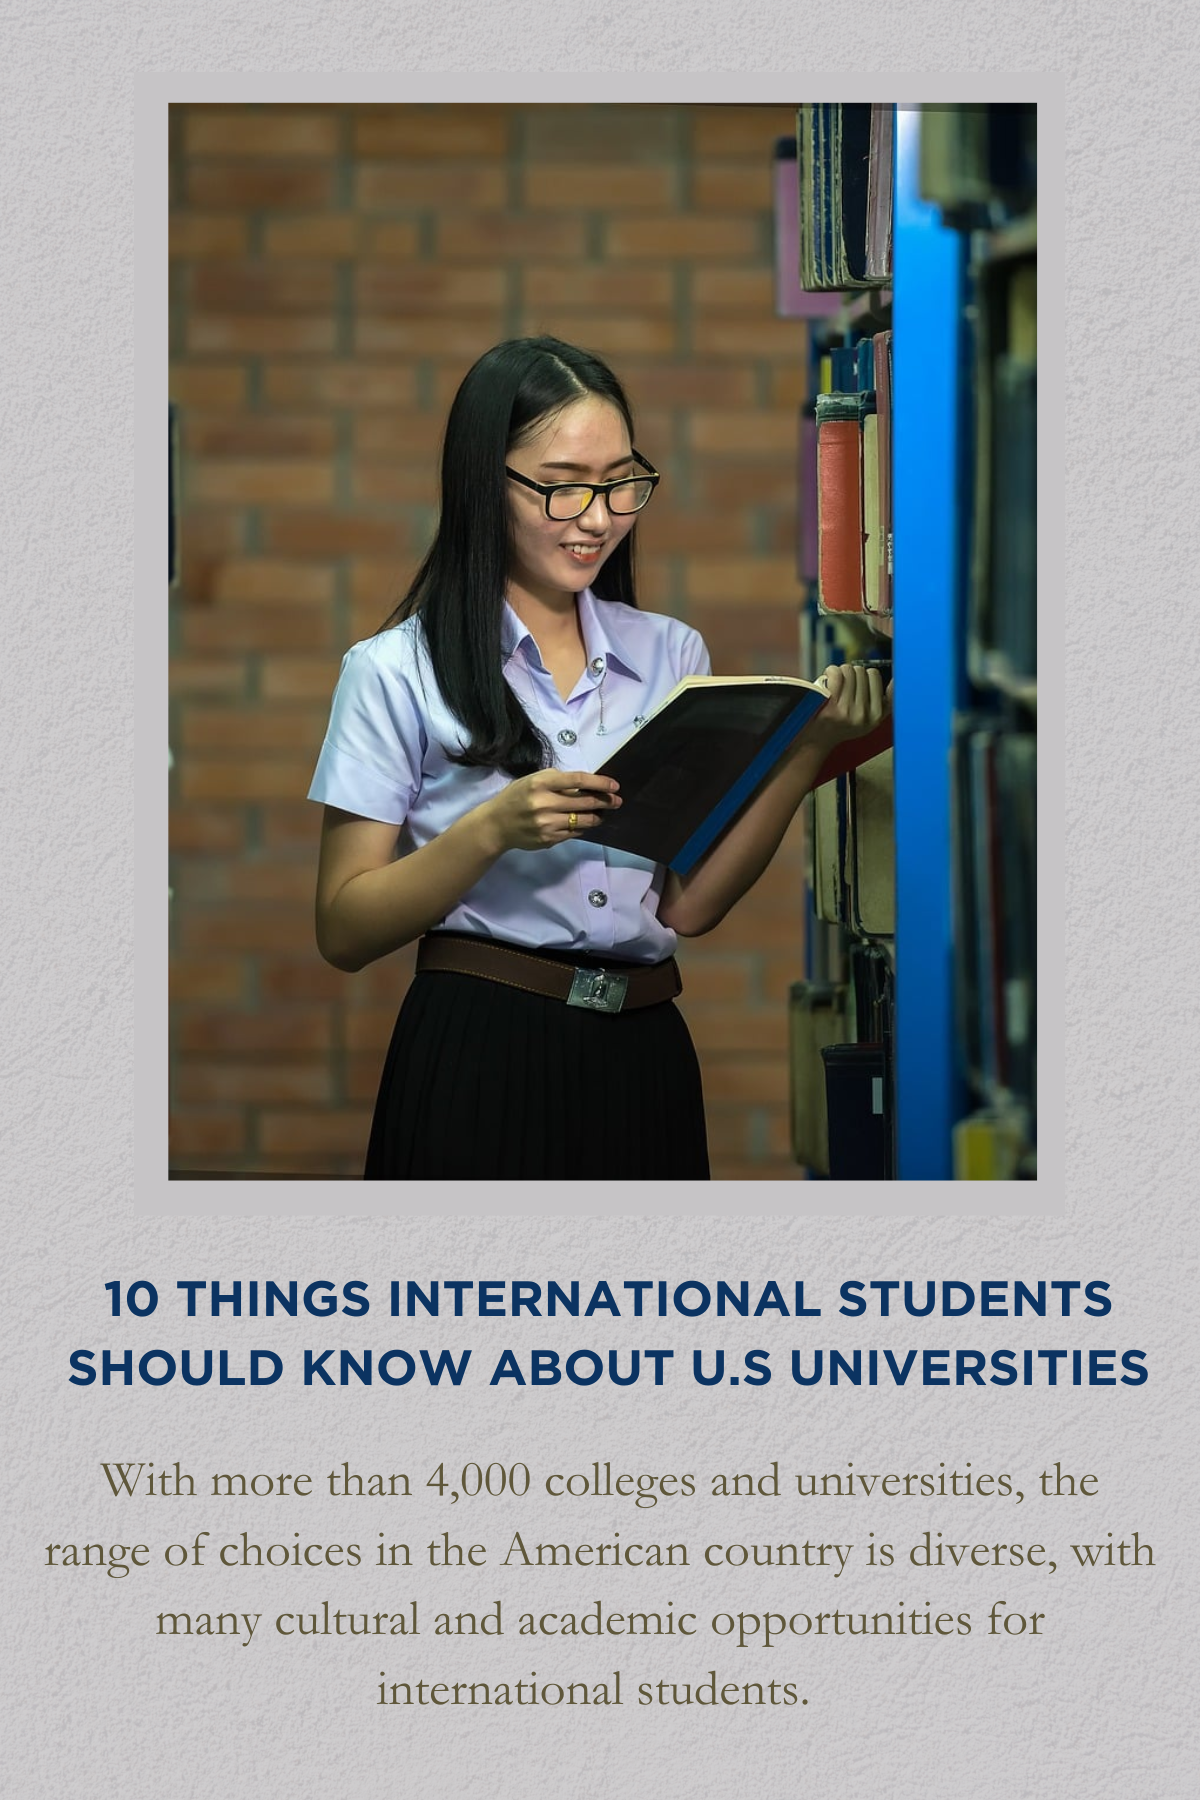 10 THINGS INTERNATIONAL STUDENTS
SHOULD KNOW ABOUT U.S UNIVERSITIES
With more than 4,000 colleges and universities, the
range of choices in the American country is diverse, with
many cultural and academic opportunities for
international students.